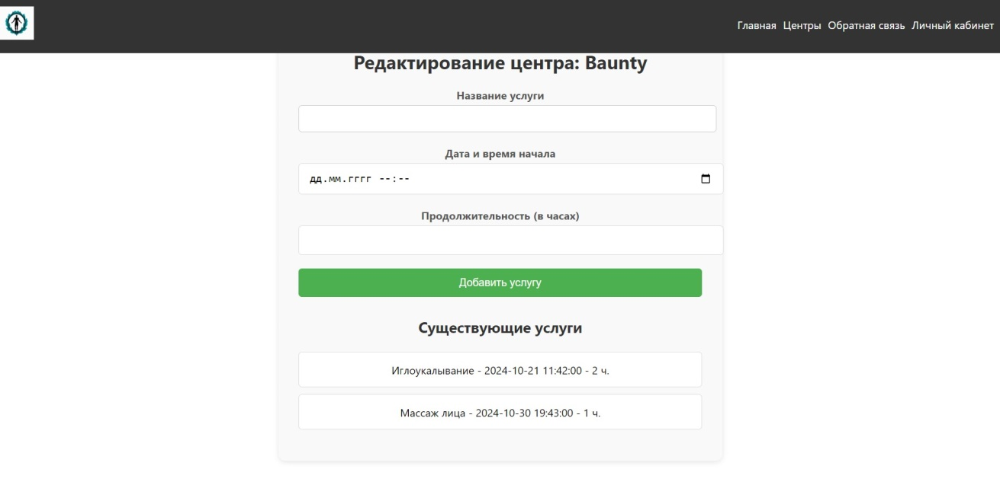 Главная Центры Обратная связь Личный кабинет
Редактирование центра: Baunty
Название услуги
Дата и время начала
дд.мм.гггг --:--
Продолжительность (в часах)
Добавить услугу
Существующие услуги
Иглоукалывание - 2024-10-21 11:42:00 - 2 ч.
Массаж лица - 2024-10-30 19:43:00 - 1 ч.